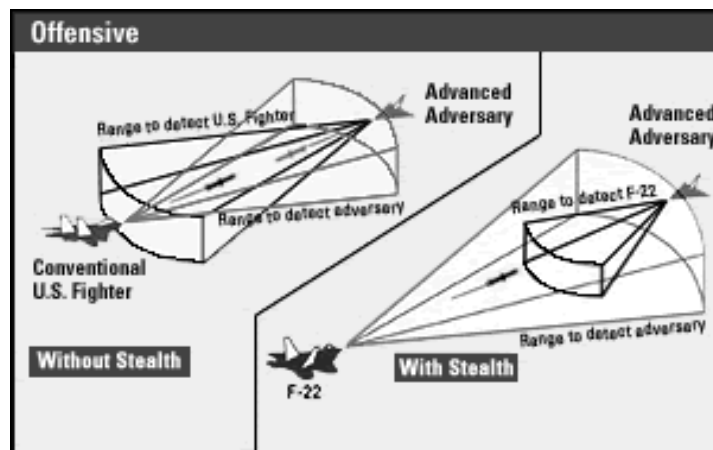 Offensive
Range to detect U.S. Fighter
Advanced
Adversary
Range to detect adversary
Conventional
U.S. Fighter
Without Stealth
Advanced
Adversary
Range to detect F-22
Range to detect adversary
F-22
With Stealth